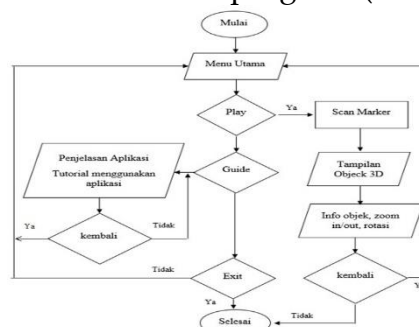 Mulai
Menu Utama
Play
Ya
Scan Marker
Penjelasan Aplikasi
Tutorial menggunakan
aplikasi
Guide
Tampilan
Objeck 3D
Info objek, zoom
in/out, rotasi
Ya
kembali
Tidak
Tidak
Exit
kembali
Ya
Tidak
Selesai